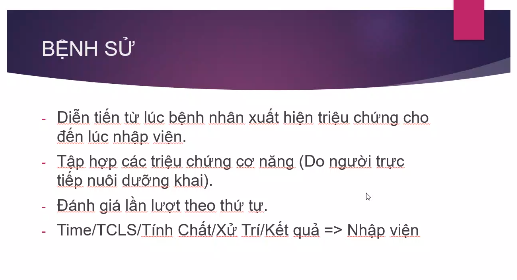 BỆNH SỬ
- Diễn tiến từ lúc bệnh nhân xuất hiện triệu chứng cho
đến lúc nhập viện.
- Tập hợp các triệu chứng cơ năng (Do người trực
tiếp nuôi dưỡng khai).
- Đánh giá lần lượt theo thứ tự.
- Time/TCLS/Tính Chất/Xử Trí/Kết quả => Nhập viện